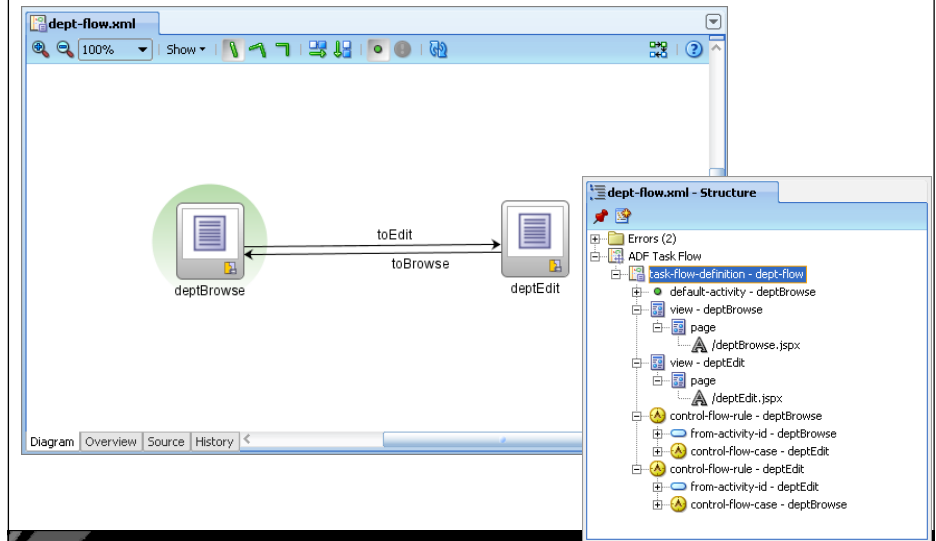 dept-flow.xml
100% Show
toEdit
toBrowse
deptBrowse
deptEdit
Diagram Overview Source History
dept-flow.xml - Structure
Errors (2)
ADF Task Flow
task-flow-definition - dept-flow
default-activity - deptBrowse
view - deptBrowse
page
/deptBrowse.jspx
view - deptEdit
page
/deptEdit.jspx
control-flow-rule - deptBrowse
from-activity-id - deptBrowse
control-flow-case - deptEdit
control-flow-rule - deptEdit
from-activity-id - deptEdit
control-flow-case - deptBrowse